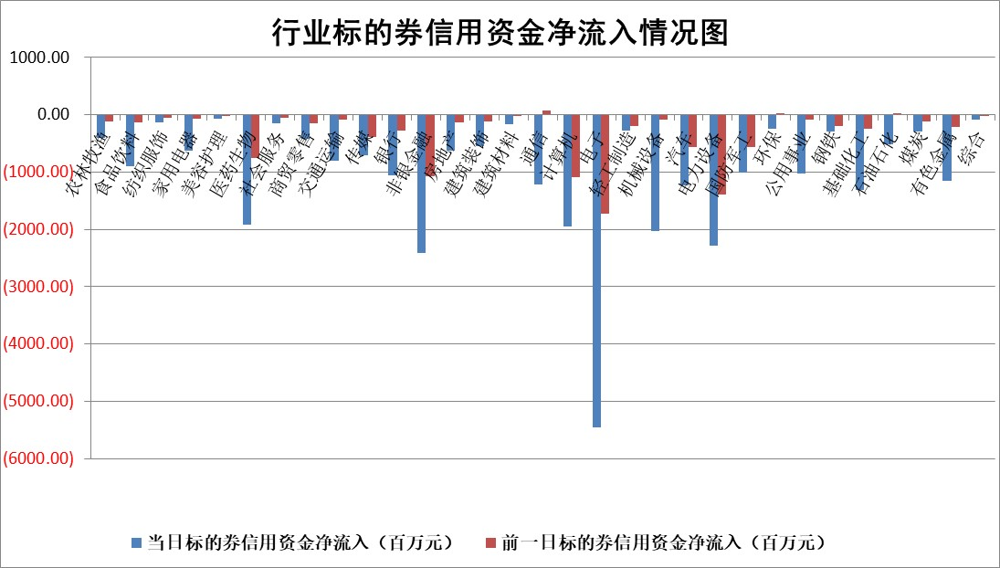 行业标的券信用资金净流入情况图
1000.00
0.00
(1000.00)
(2000.00)
(3000.00)
(4000.00)
(5000.00)
(6000.00)
农林牧渔
食品饮料
纺织服饰
家用电器
美容护理
医药生物
社会服务
商贸零售
交通运输
传媒
银行
非银金融
房地产
建筑装饰
建筑材料
通信
计算机
电子
轻工制造
机械设备
汽车
电力设备
国防军工
环保
公用事业
钢铁
基础化工
石油石化
煤炭
有色金属
综合
当日标的券信用资金净流入（百万元）
前一日标的券信用资金净流入（百万元）